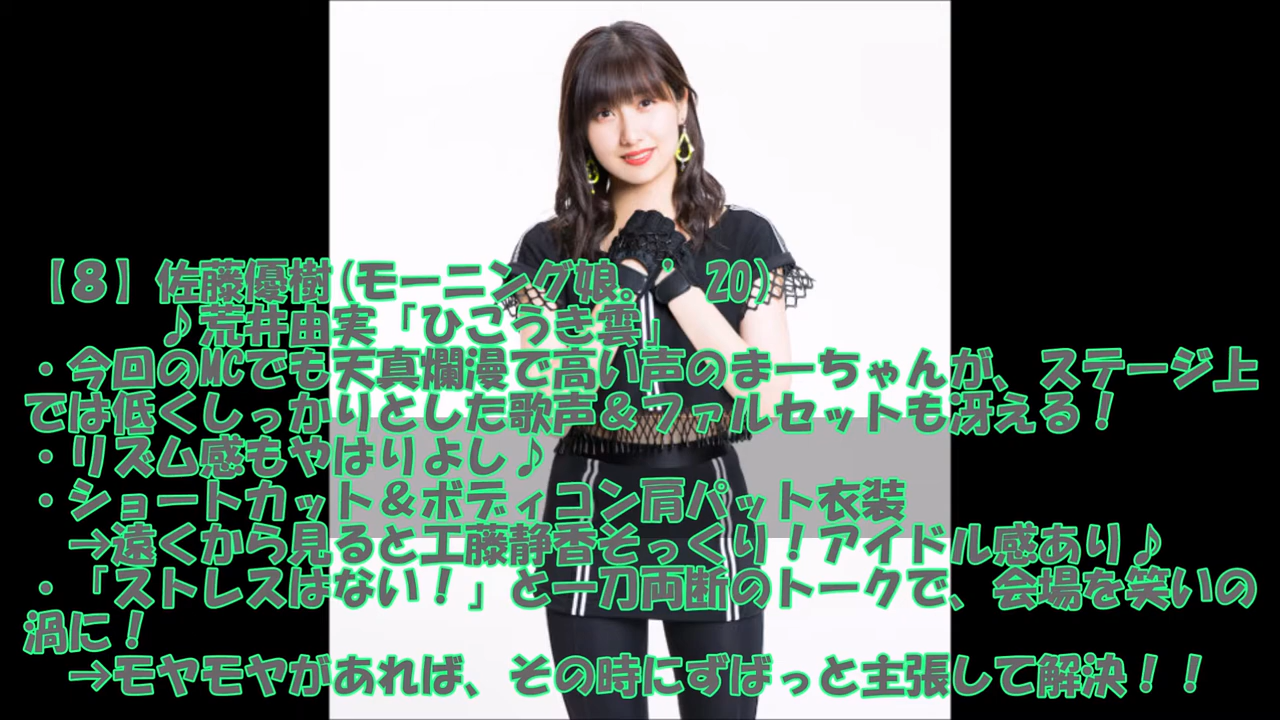 【８】佐藤優樹(モーニング娘。’20)
♪荒井由実「ひこうき雲」
・今回のMCでも天真爛漫で高い声のまーちゃんが、ステージ上
では低くしっかりとした歌声＆ファルセットも冴える！
・リズム感もやはりよし♪
・ショートカット＆ボディコン肩パット衣装
→遠くから見ると工藤静香そっくり！アイドル感あり♪
・「ストレスはない！」と一刀両断のトークで、会場を笑いの
渦に！
→モヤモヤがあれば、その時にずばっと主張して解決！！